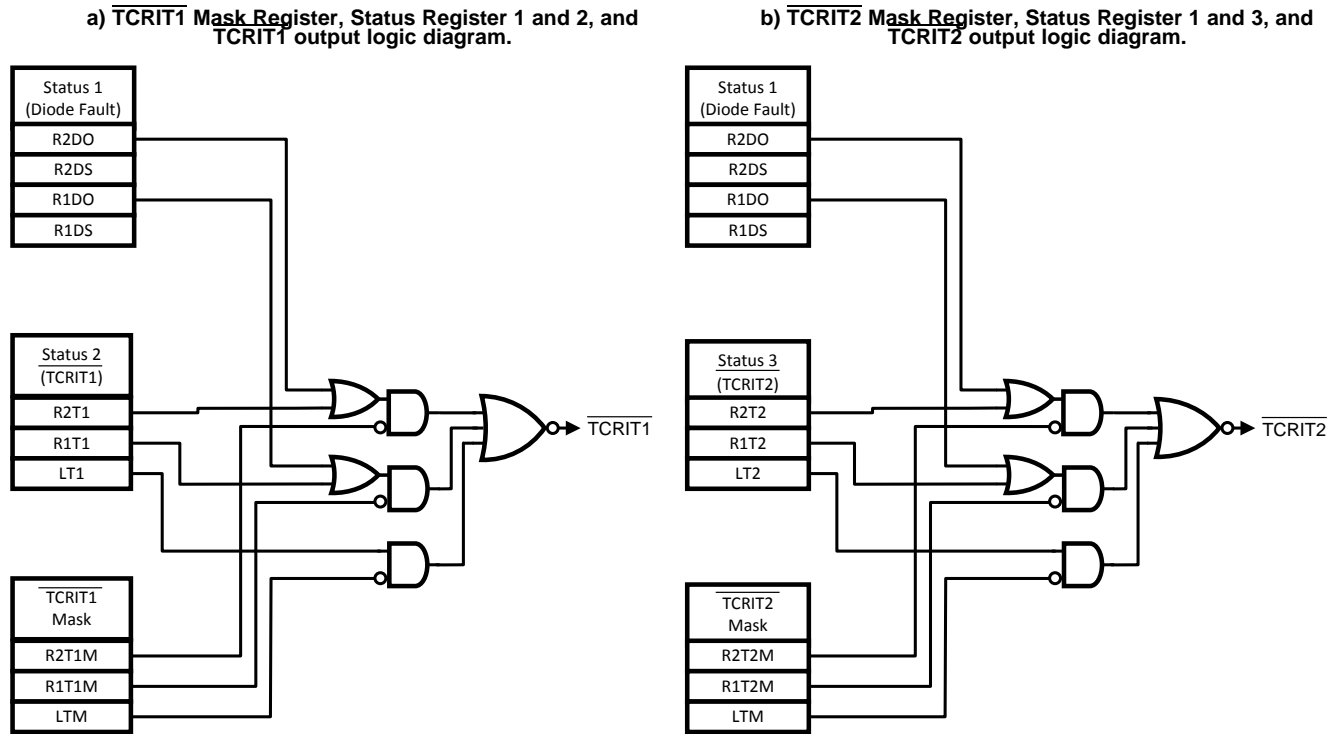 a) TCRIT1 Mask Register, Status Register 1 and 2, and
TCRIT1 output logic diagram.
Status 1
(Diode Fault)
R2DO
R2DS
R1DO
R1DS
Status 2
(TCRIT1)
R2T1
R1T1
LT1
TCRIT1
Mask
R2T1M
R1T1M
LTM
TCRIT1
b) TCRIT2 Mask Register, Status Register 1 and 3, and
TCRIT2 output logic diagram.
Status 1
(Diode Fault)
R2DO
R2DS
R1DO
R1DS
Status 3
(TCRIT2)
R2T2
R1T2
LT2
TCRIT2
Mask
R2T2M
R1T2M
LTM
TCRIT2